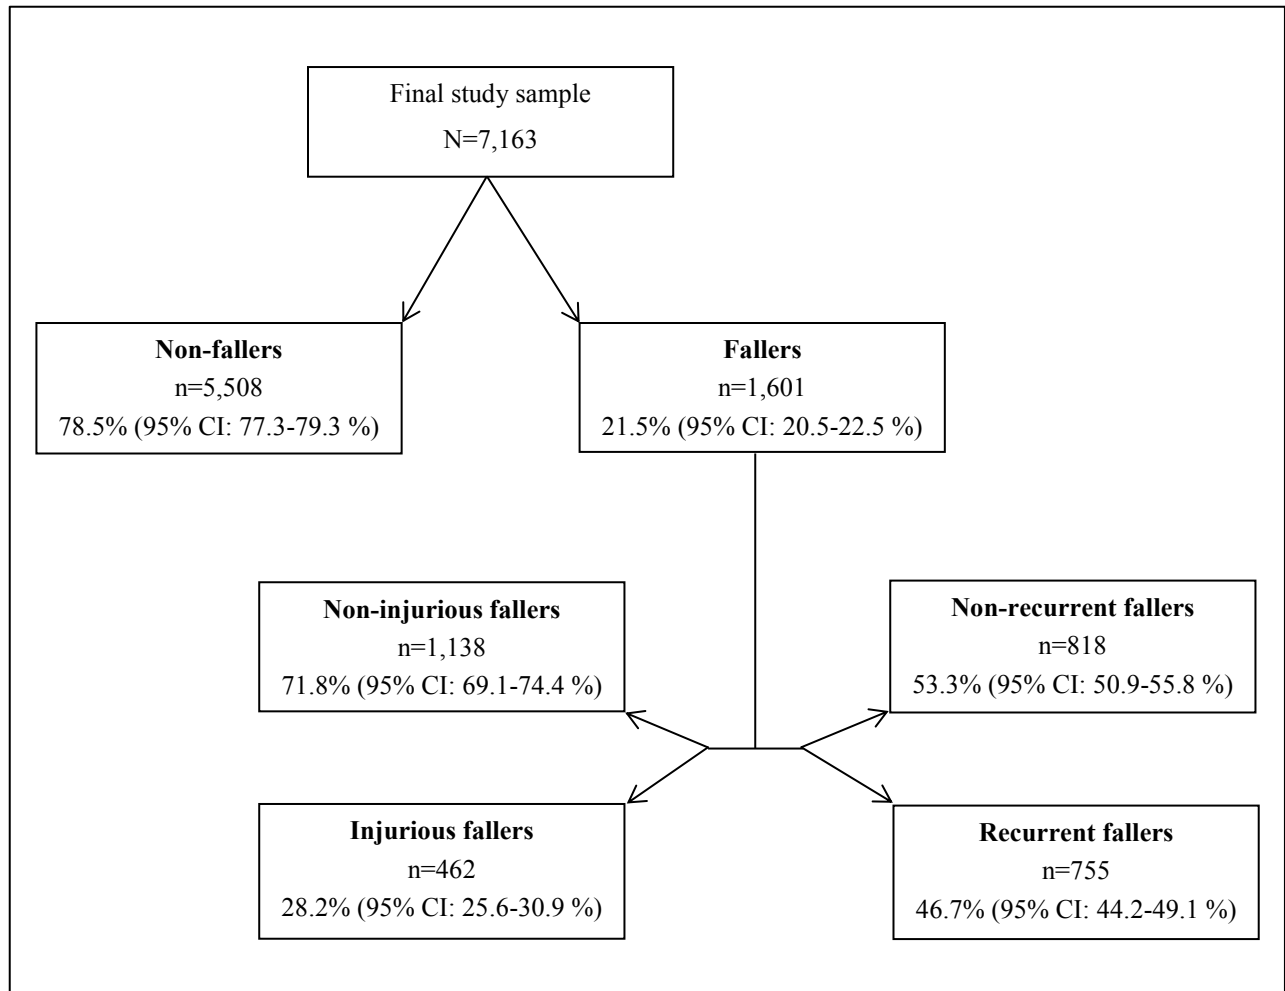 Final study sample
N=7,163
Non-fallers
n=5,508
78.5% (95% CI: 77.3-79.3 %)
Fallers
n=1,601
21.5% (95% CI: 20.5-22.5 %)
Non-injurious fallers
n=1,138
71.8% (95% CI: 69.1-74.4 %)
Non-recurrent fallers
n=818
53.3% (95% CI: 50.9-55.8 %)
Injurious fallers
n=462
28.2% (95% CI: 25.6-30.9 %)
Recurrent fallers
n=755
46.7% (95% CI: 44.2-49.1 %)